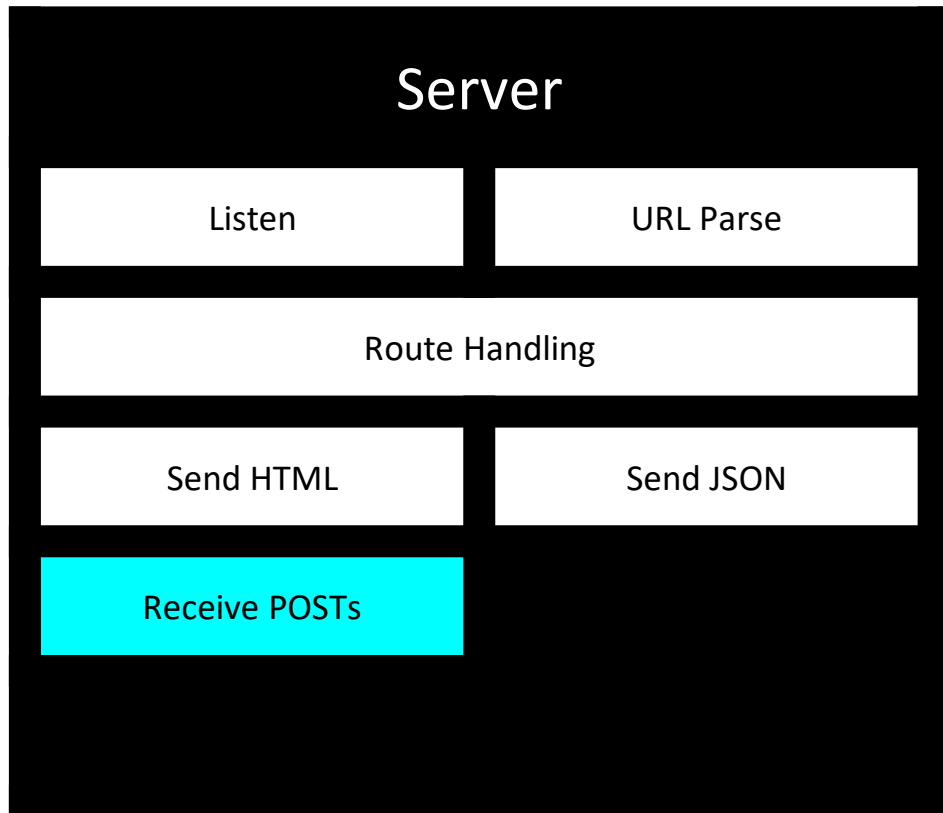 Server
Listen
URL Parse
Route Handling
Send HTML
Send JSON
Receive POSTs